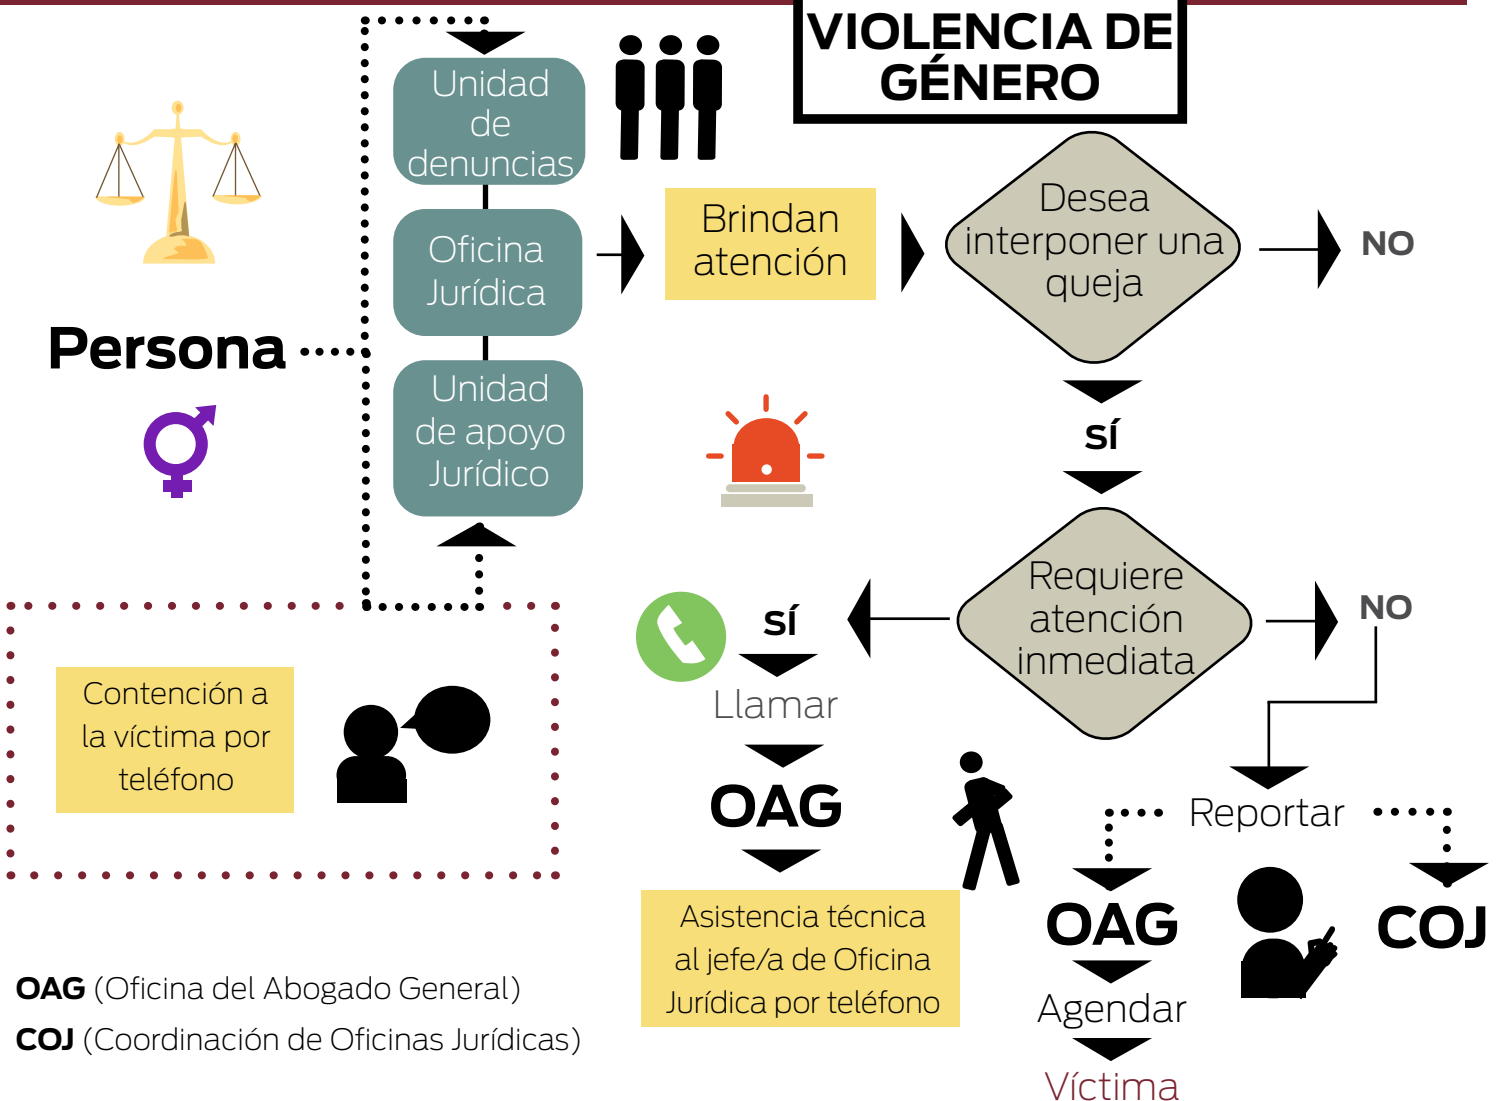 VIOLENCIA DE
GÉNERO
Unidad
de
denuncias
Oficina
Jurídica
Unidad
de apoyo
Jurídico
Persona
Brindan
atención
Desea
interponer una
queja
NO
SÍ
Requiere
atención
inmediata
NO
SÍ
Llamar
OAG
Asistencia técnica
al jefe/a de Oficina
Jurídica por teléfono
Reportar
OAG
COJ
Agendar
Víctima
Contención a
la víctima por
teléfono
OAG (Oficina del Abogado General)
COJ (Coordinación de Oficinas Jurídicas)